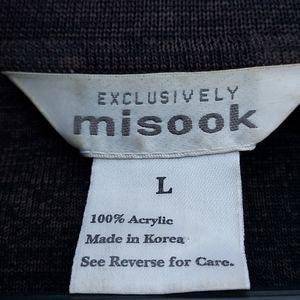 EXCLUSIVELY
misook
L
100% Acrylic
Made in Korea
See Reverse for Care.